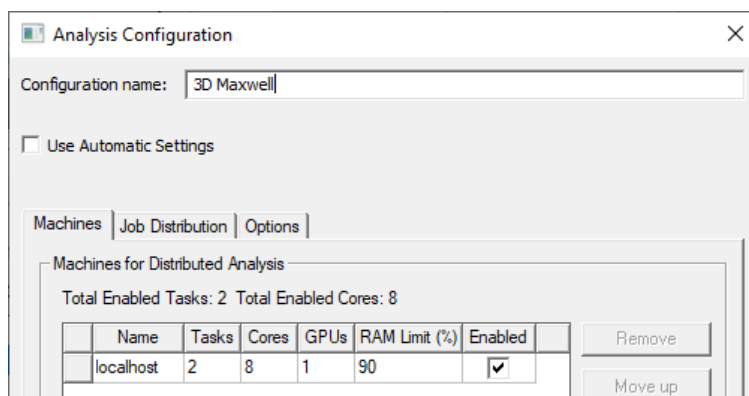 Analysis Configuration
Configuration name: 3D Maxwell
Use Automatic Settings
Machines Job Distribution Options
Machines for Distributed Analysis
Total Enabled Tasks: 2 Total Enabled Cores: 8
Name Tasks Cores GPUs RAM Limit (%) Enabled
Remove
localhost 2 8 1 90
Move up